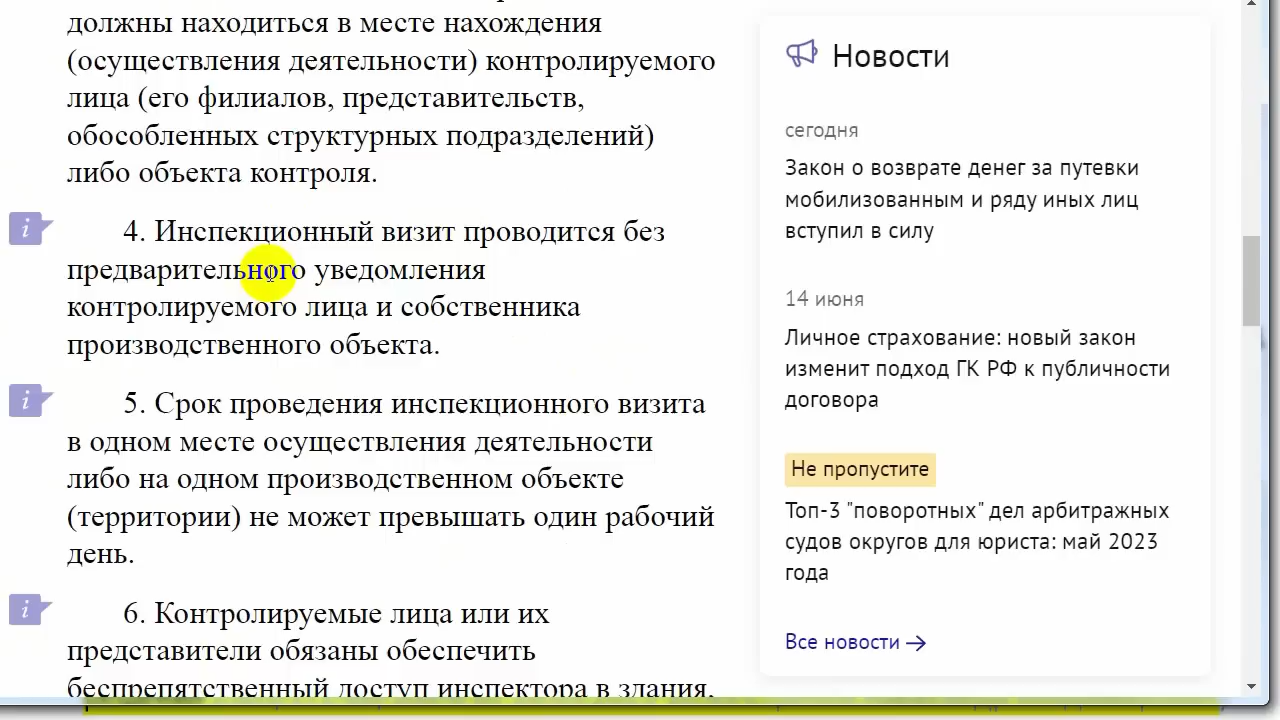 должны находиться в месте нахождения
(осуществления деятельности) контролируемого
лица (его филиалов, представительств,
обособленных структурных подразделений)
либо объекта контроля.
4. Инспекционный визит проводится без
предварительного уведомления
контролируемого лица и собственника
производственного объекта.
5. Срок проведения инспекционного визита
в одном месте осуществления деятельности
либо на одном производственном объекте
(территории) не может превышать один рабочий
день.
6. Контролируемые лица или их
представители обязаны обеспечить
беспрепятственный доступ инспектора в здания,
Новости
сегодня
Закон о возврате денег за путевки
мобилизованным и ряду иных лиц
вступил в силу
14 июня
Личное страхование: новый закон
изменит подход ГК РФ к публичности
договора
Не пропустите
Топ-3 "поворотных" дел арбитражных
судов округов для юриста: май 2023
года
Все новости